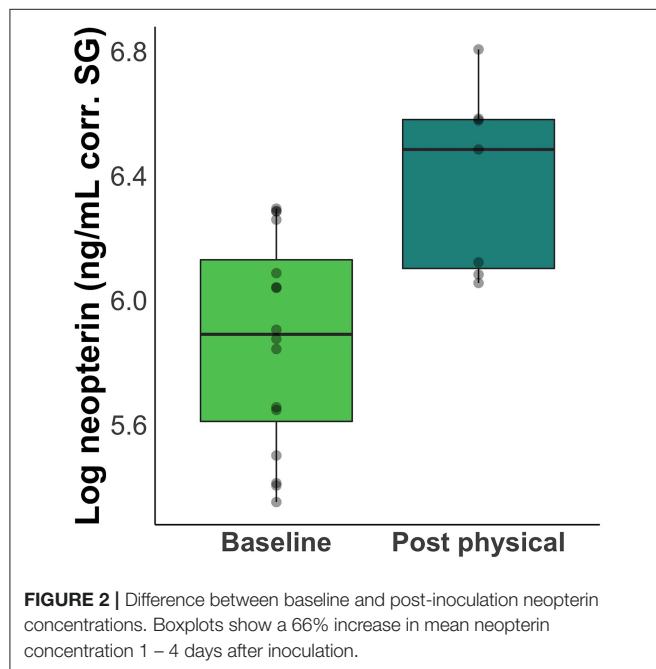 Log neopterin (ng/mL corr. SG)
6.8
6.4
6.0
5.6
Baseline Post physical
FIGURE 2 | Difference between baseline and post-inoculation neopterin
concentrations. Boxplots show a 66% increase in mean neopterin
concentration 1 – 4 days after inoculation.